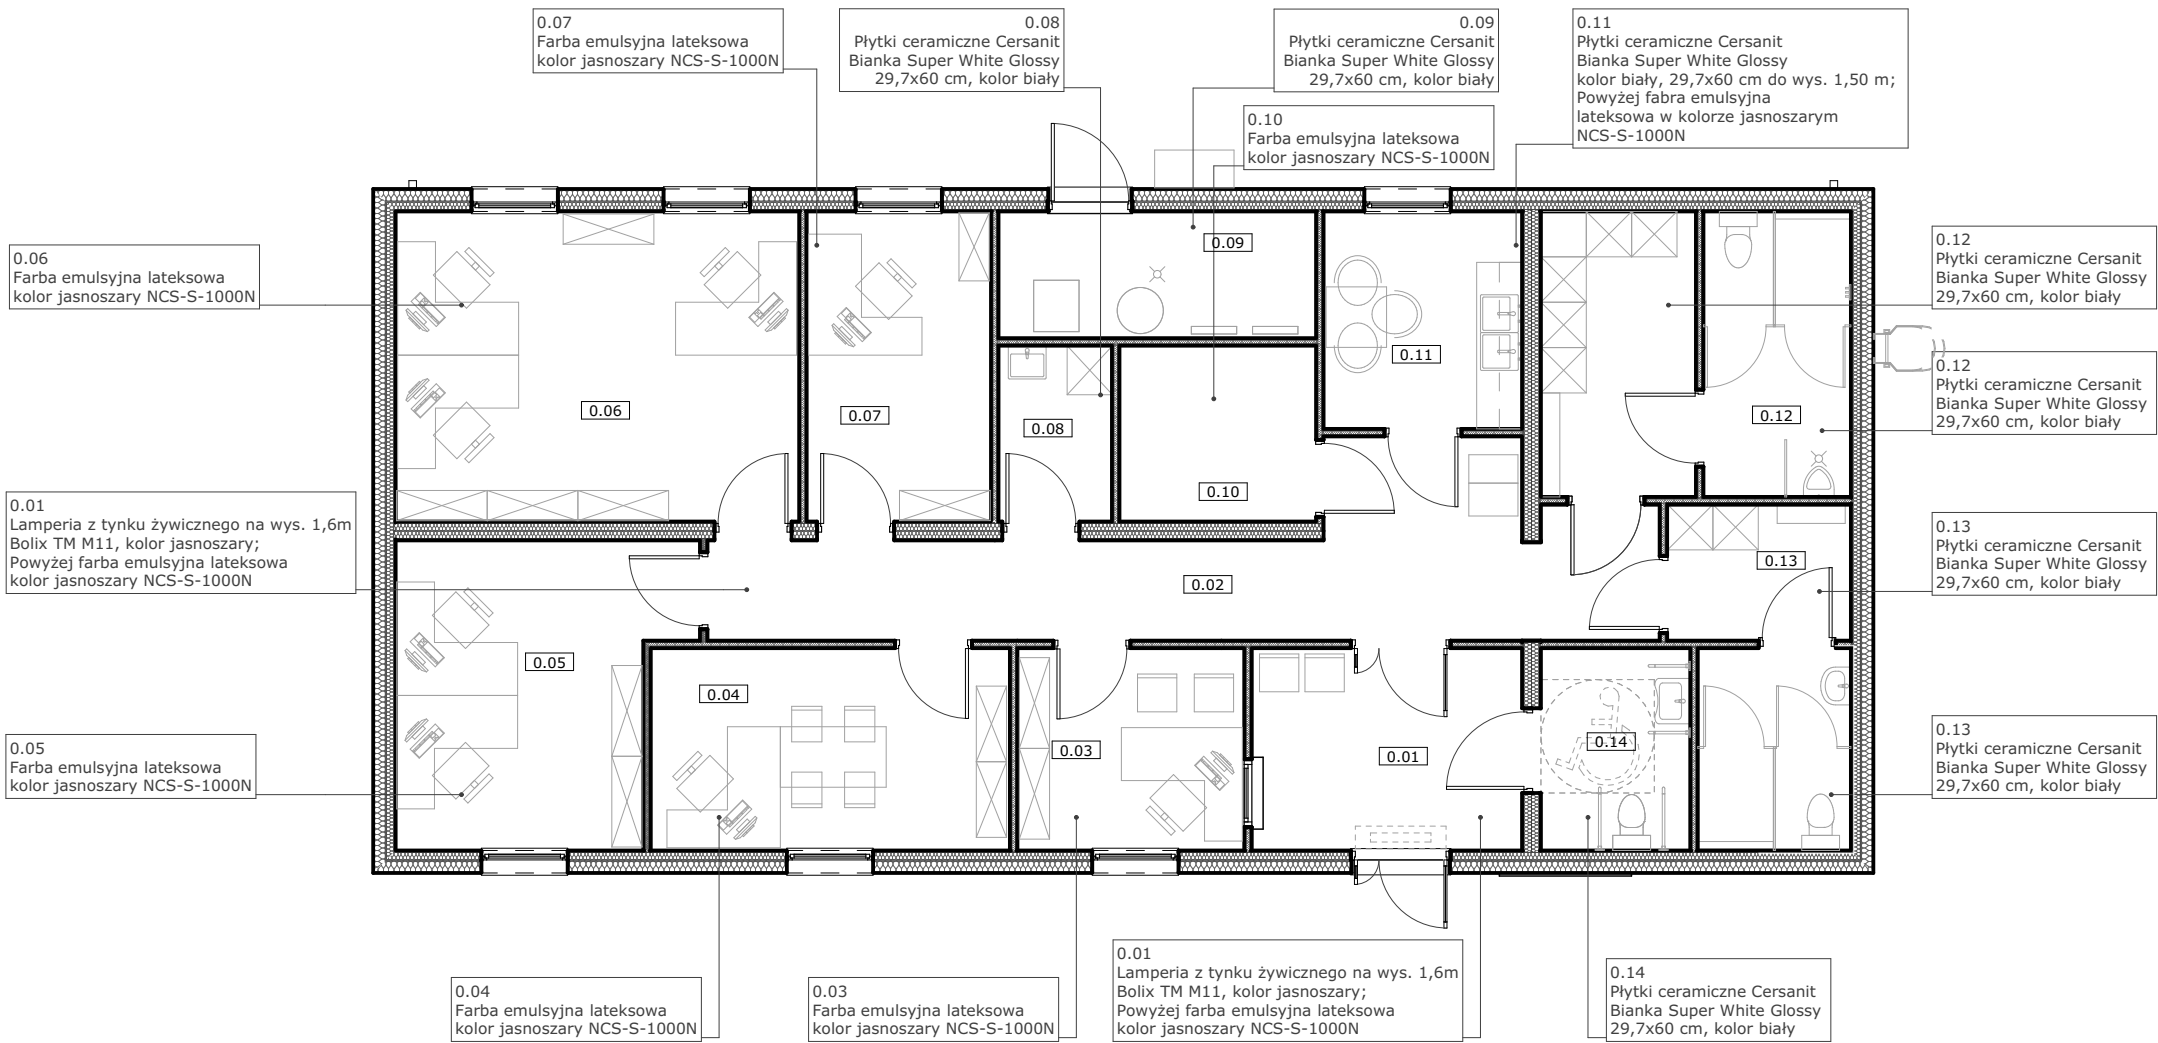 0.07
Farba emulsyjna lateksowa
kolor jasnoszary NCS-S-1000N
0.08
Płytki ceramiczne Cersanit
Bianka Super White Glossy
29,7x60 cm, kolor biały
0.09
Płytki ceramiczne Cersanit
Bianka Super White Glossy
29,7x60 cm, kolor biały
0.10
Farba emulsyjna lateksowa
kolor jasnoszary NCS-S-1000N
0.11
Płytki ceramiczne Cersanit
Bianka Super White Glossy
kolor biały, 29,7x60 cm do wys. 1,50 m;
Powyżej fabra emulsyjna
lateksowa w kolorze jasnoszarym
NCS-S-1000N
0.06
Farba emulsyjna lateksowa
kolor jasnoszary NCS-S-1000N
0.01
Lamperia z tynku żywicznego na wys. 1,6m
Bolix TM M11, kolor jasnoszary;
Powyżej farba emulsyjna lateksowa
kolor jasnoszary NCS-S-1000N
0.05
Farba emulsyjna lateksowa
kolor jasnoszary NCS-S-1000N
0.09
0.11
0.06
0.07
0.08
0.12
0.10
0.13
0.02
0.05
0.04
0.03
0.01
0.14
0.12
Płytki ceramiczne Cersanit
Bianka Super White Glossy
29,7x60 cm, kolor biały
0.12
Płytki ceramiczne Cersanit
Bianka Super White Glossy
29,7x60 cm, kolor biały
0.13
Płytki ceramiczne Cersanit
Bianka Super White Glossy
29,7x60 cm, kolor biały
0.13
Płytki ceramiczne Cersanit
Bianka Super White Glossy
29,7x60 cm, kolor biały
0.04
Farba emulsyjna lateksowa
kolor jasnoszary NCS-S-1000N
0.03
Farba emulsyjna lateksowa
kolor jasnoszary NCS-S-1000N
0.01
Lamperia z tynku żywicznego na wys. 1,6m
Bolix TM M11, kolor jasnoszary;
Powyżej farba emulsyjna lateksowa
kolor jasnoszary NCS-S-1000N
0.14
Płytki ceramiczne Cersanit
Bianka Super White Glossy
29,7x60 cm, kolor biały